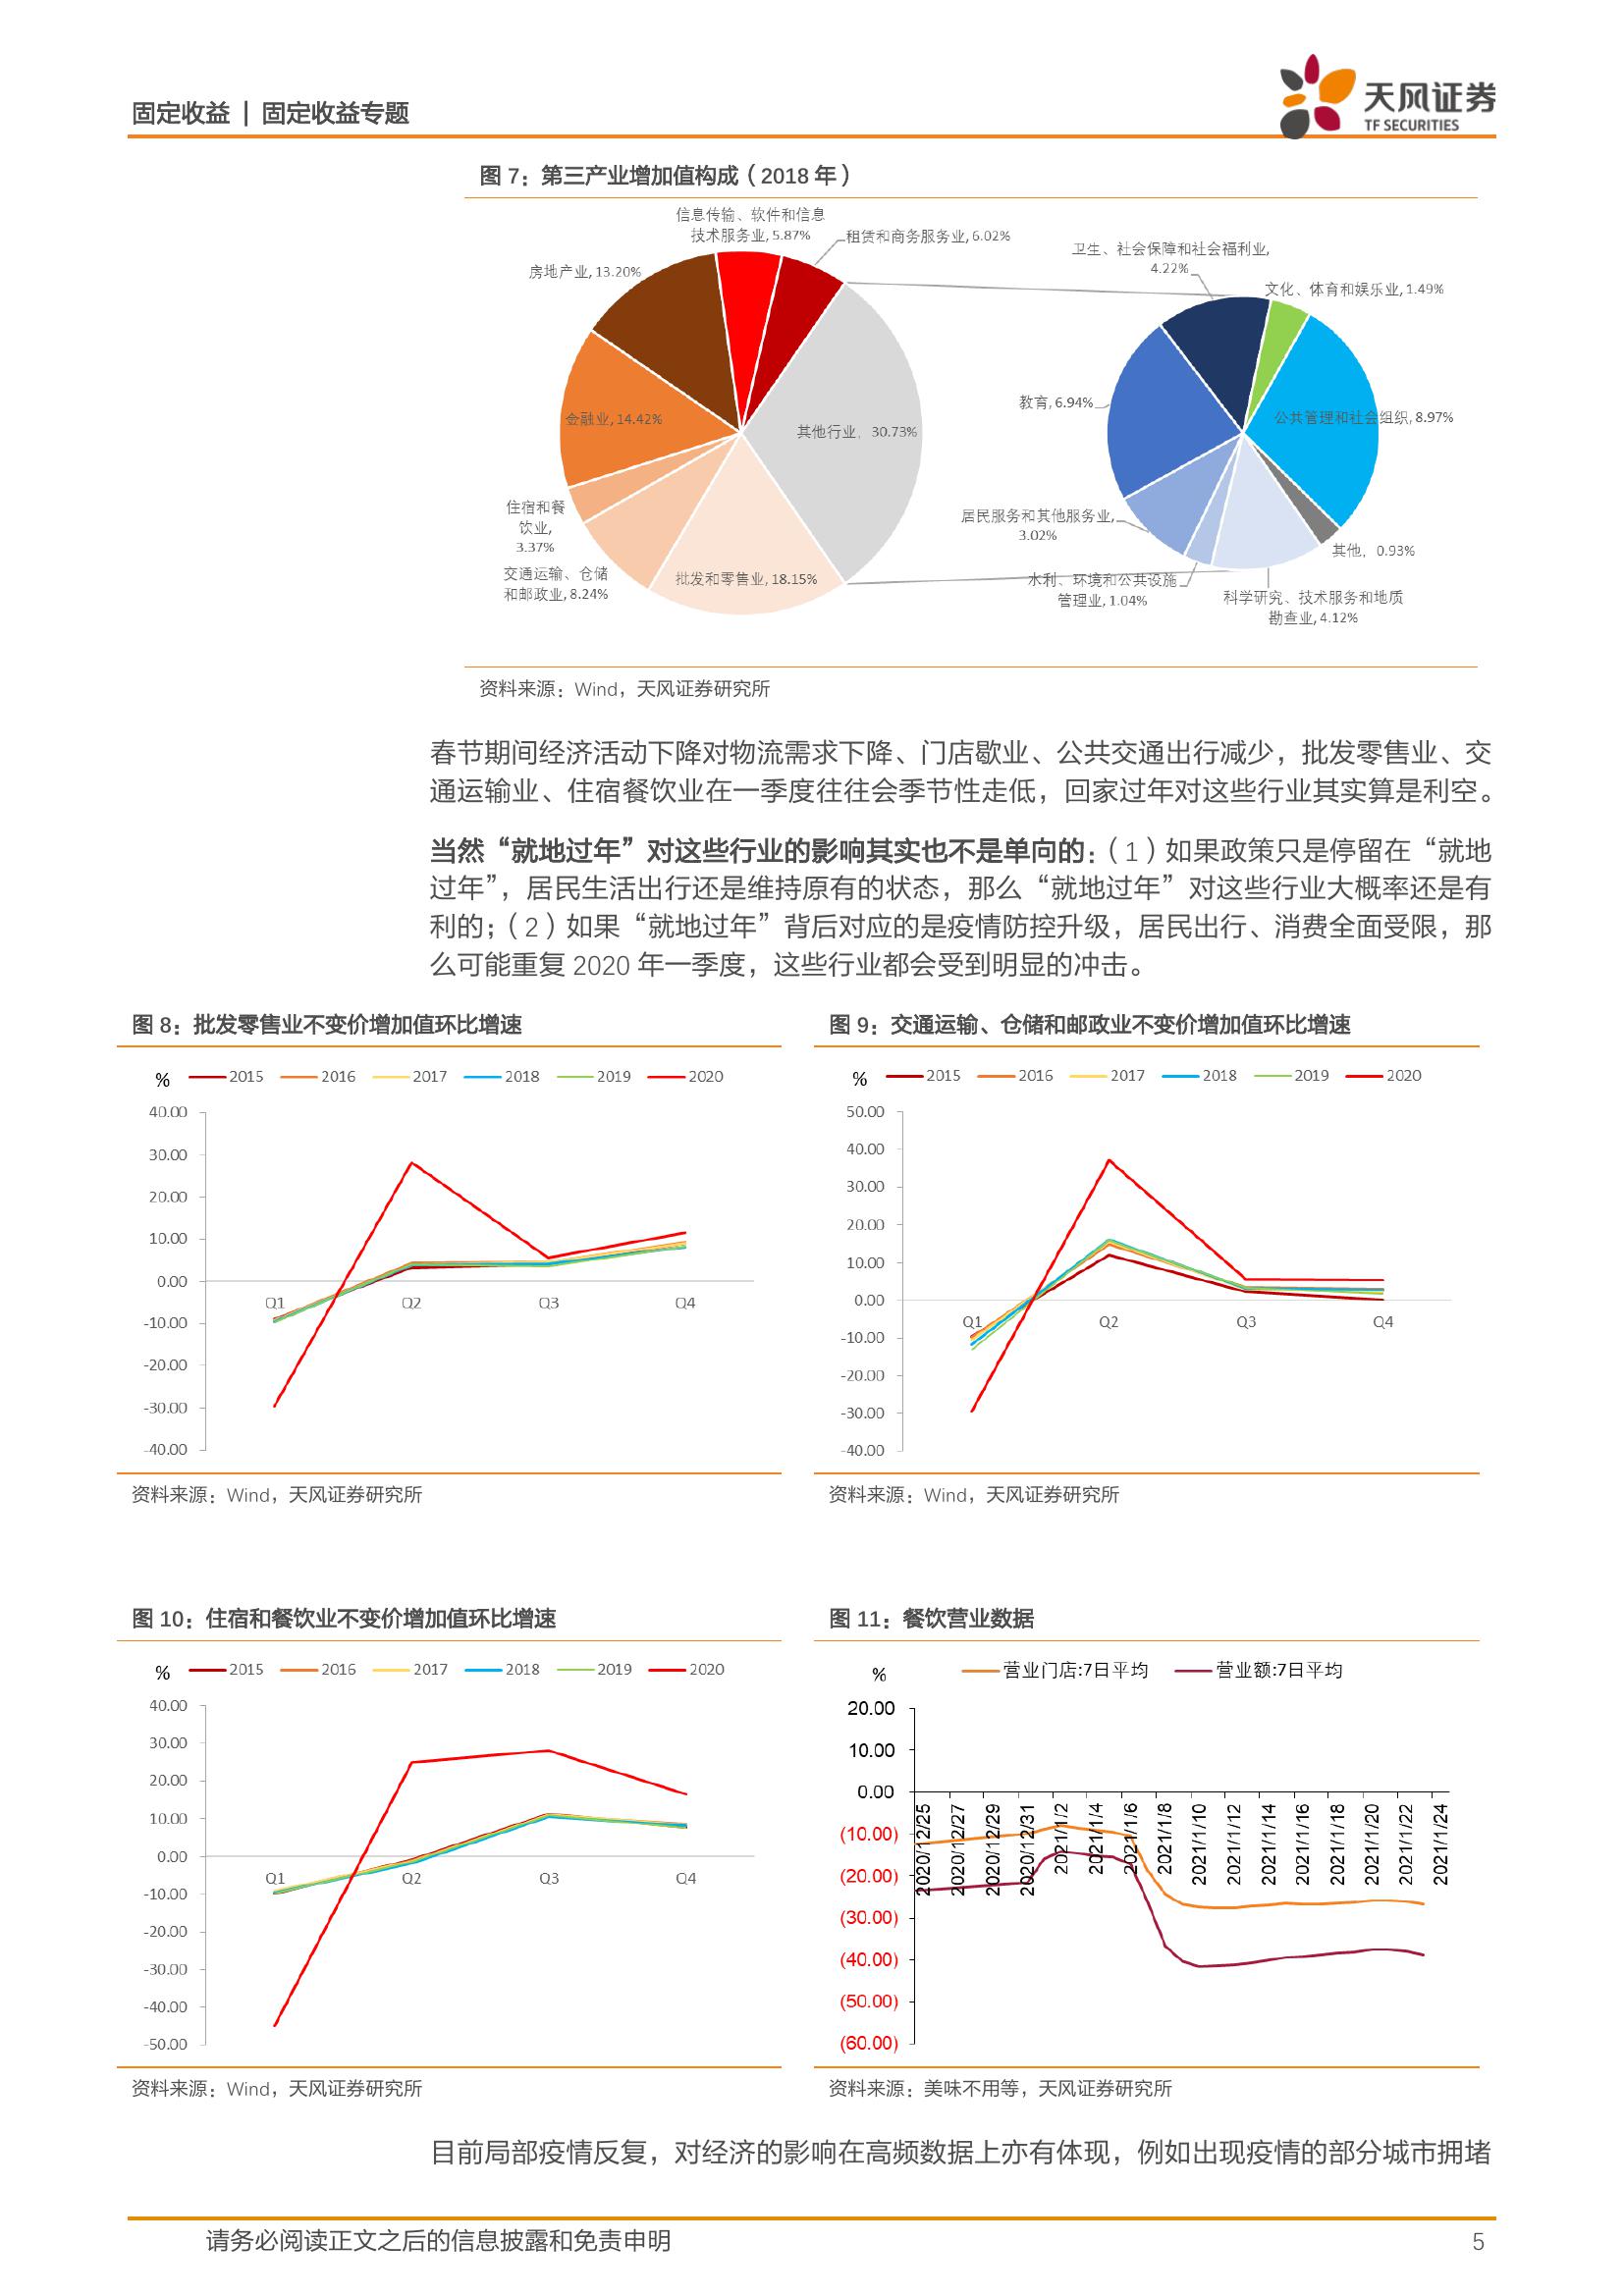 固定收益 | 固定收益专题
天风证券
TF SECURITIES
图 7：第三产业增加值构成（2018 年）
信息传输、软件和信息
技术服务业, 5.87%
租赁和商务服务业, 6.02%
房地产业, 13.20%
金融业, 14.42%
住宿和餐
饮业,
3.37%
交通运输、仓储
和邮政业, 8.24%
批发和零售业, 18.15%
其他行业, 30.73%
卫生、社会保障和社会福利业,
4.22%
文化、体育和娱乐业, 1.49%
教育, 6.94%
公共管理和社会组织, 8.97%
居民服务和其他服务业,
3.02%
其他, 0.93%
水利、环境和公共设施
管理业, 1.04%
科学研究、技术服务和地质
勘查业, 4.12%
资料来源：Wind，天风证券研究所
春节期间经济活动下降对物流需求下降、门店歇业、公共交通出行减少，批发零售业、交
通运输业、住宿餐饮业在一季度往往会季节性走低，回家过年对这些行业其实算是利空。
当然“就地过年”对这些行业的影响其实也不是单向的：（1）如果政策只是停留在“就地
过年”，居民生活出行还是维持原有的状态，那么“就地过年”对这些行业大概率还是有
利的；（2）如果“就地过年”背后对应的是疫情防控升级，居民出行、消费全面受限，那
么可能重复 2020 年一季度，这些行业都会受到明显的冲击。
图 8：批发零售业不变价增加值环比增速
% 2015 2016 2017 2018 2019 2020
40.00
30.00
20.00
10.00
0.00
Q1 Q2 Q3 Q4
-10.00
-20.00
-30.00
-40.00
资料来源：Wind，天风证券研究所
图 9：交通运输、仓储和邮政业不变价增加值环比增速
% 2015 2016 2017 2018 2019 2020
50.00
40.00
30.00
20.00
10.00
0.00
Q1 Q2 Q3 Q4
-10.00
-20.00
-30.00
-40.00
资料来源：Wind，天风证券研究所
图 10：住宿和餐饮业不变价增加值环比增速
% 2015 2016 2017 2018 2019 2020
40.00
30.00
20.00
10.00
0.00
Q1 Q2 Q3 Q4
-10.00
-20.00
-30.00
-40.00
-50.00
资料来源：Wind，天风证券研究所
图 11：餐饮营业数据
% 营业门店:7日平均 营业额:7日平均
20.00
10.00
0.00
(10.00)
(20.00)
(30.00)
(40.00)
(50.00)
(60.00)
2020/12/25
2020/12/27
2020/12/29
2020/12/31
2021/1/2
2021/1/4
2021/1/6
2021/1/8
2021/1/10
2021/1/12
2021/1/14
2021/1/16
2021/1/18
2021/1/20
2021/1/22
2021/1/24
资料来源：美味不用等，天风证券研究所
目前局部疫情反复，对经济的影响在高频数据上亦有体现，例如出现疫情的部分城市拥堵
请务必阅读正文之后的信息披露和免责申明
5